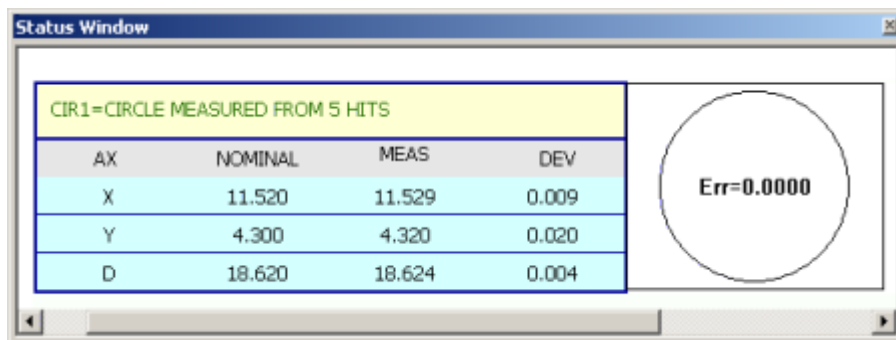 Status Window
CIR1=CIRCLE MEASURED FROM 5 HITS
AX NOMINAL MEAS DEV
X 11.520 11.529 0.009
Y 4.300 4.320 0.020
D 18.620 18.624 0.004
Err=0.0000